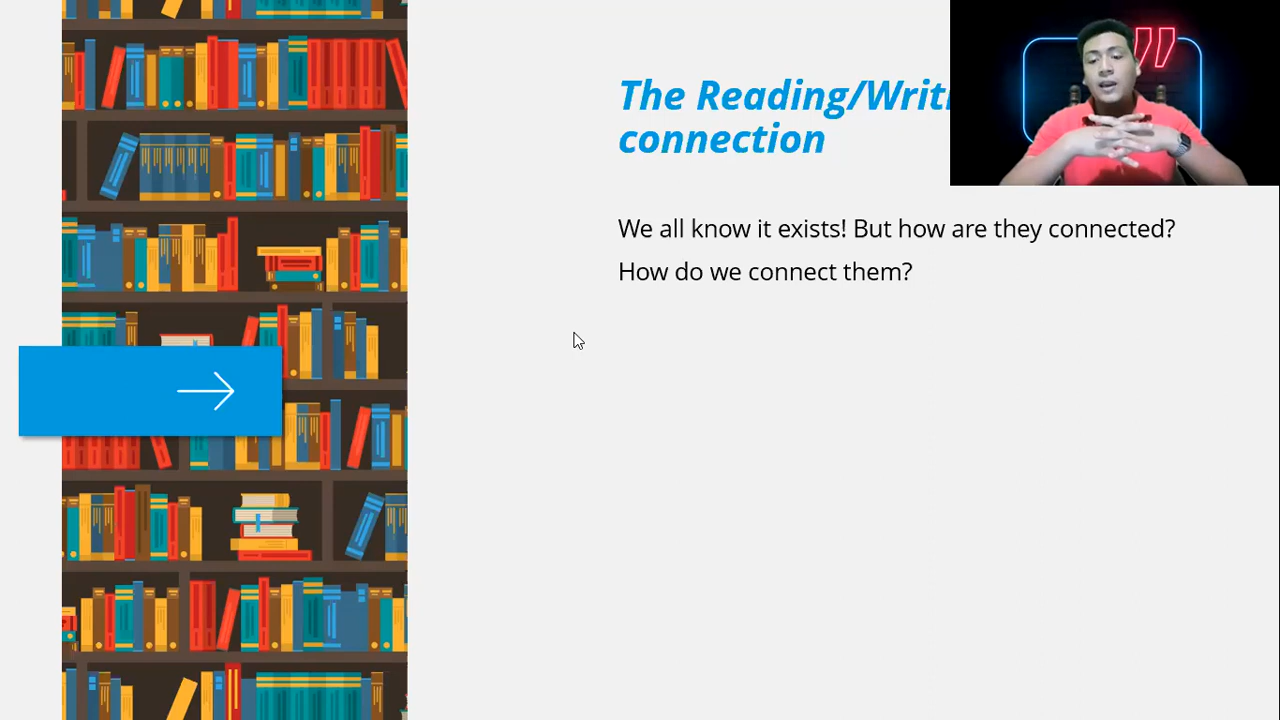 The Reading/Writi
connection
We all know it exists! But how are they connected?
How do we connect them?